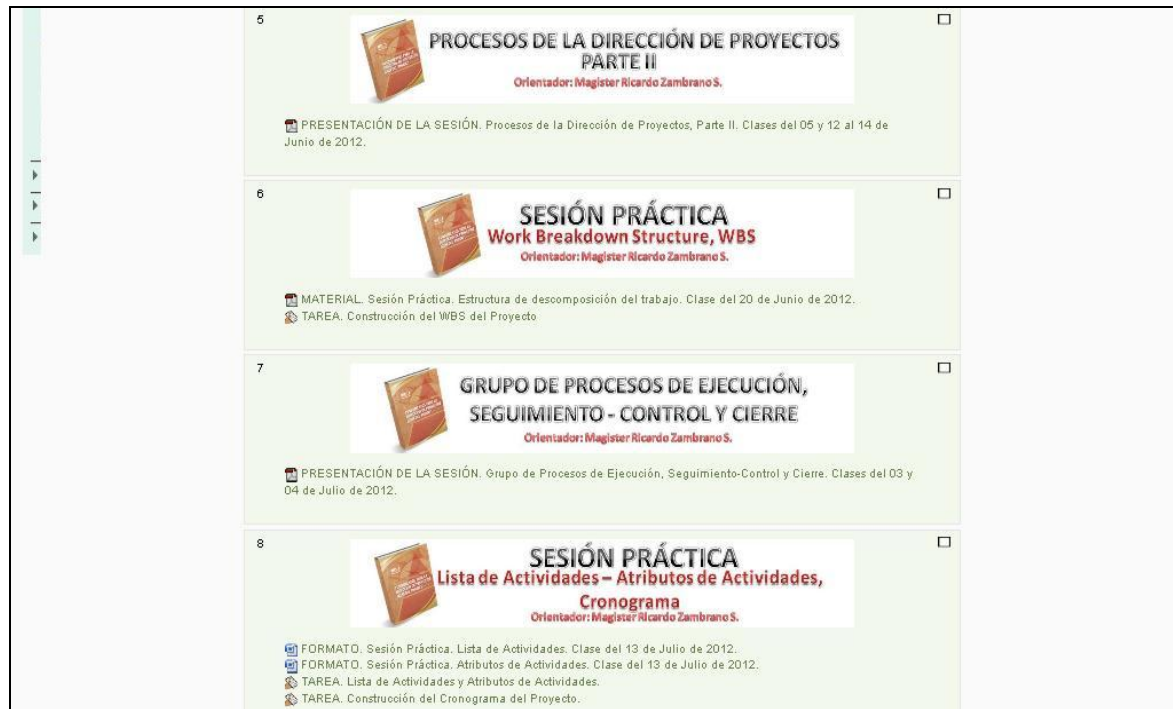 5
PROCESOS DE LA DIRECCIÓN DE PROYECTOS
PARTE II
Orientador: Magister Ricardo Zambrano S.
PRESENTACIÓN DE LA SESIÓN. Procesos de la Dirección de Proyectos, Parte II. Clases del 05 y 12 al 14 de
Junio de 2012.
6
SESIÓN PRÁCTICA
Work Breakdown Structure, WBS
Orientador: Magister Ricardo Zambrano S.
MATERIAL. Sesión Práctica. Estructura de descomposición del trabajo. Clase del 20 de Junio de 2012.
TAREA. Construcción del WBS del Proyecto
7
GRUPO DE PROCESOS DE EJECUCIÓN,
SEGUIMIENTO - CONTROL Y CIERRE
Orientador: Magister Ricardo Zambrano S.
PRESENTACIÓN DE LA SESIÓN. Grupo de Procesos de Ejecución, Seguimiento-Control y Cierre. Clases del 03 y
04 de Julio de 2012.
8
SESIÓN PRÁCTICA
Lista de Actividades – Atributos de Actividades,
Cronograma
Orientador: Magister Ricardo Zambrano S.
FORMATO. Sesión Práctica. Lista de Actividades. Clase del 13 de Julio de 2012.
FORMATO. Sesión Práctica. Atributos de Actividades. Clase del 13 de Julio de 2012.
TAREA. Lista de Actividades y Atributos de Actividades.
TAREA. Construcción del Cronograma del Proyecto.